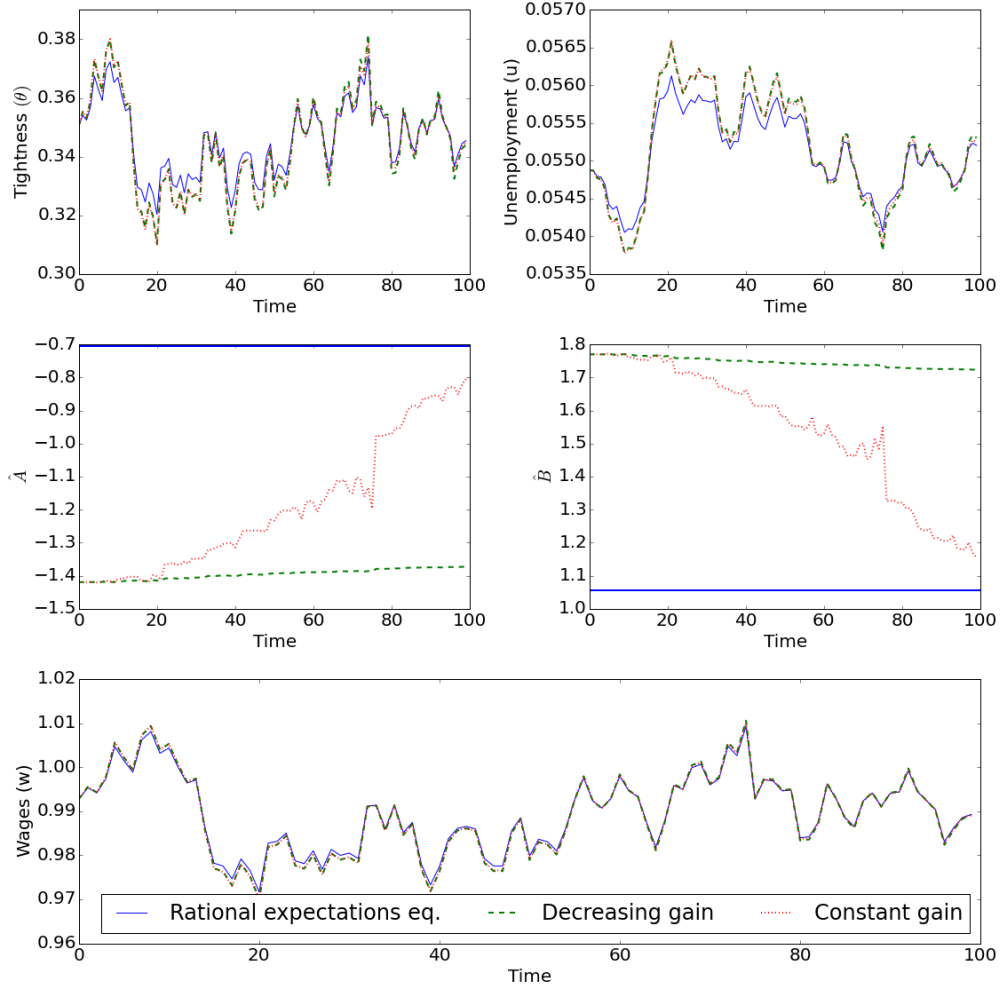 0.38
0.36
0.34
0.32
0.30
Tightness (θ)
0 20 40 60 80 100
Time
0.0570
0.0565
0.0560
0.0555
0.0550
0.0545
0.0540
0.0535
Unemployment (u)
0 20 40 60 80 100
Time
−0.7
−0.8
−0.9
−1.0
−1.1
−1.2
−1.3
−1.4
−1.5
Â
0 20 40 60 80 100
Time
1.8
1.7
1.6
1.5
1.4
1.3
1.2
1.1
1.0
B̂
0 20 40 60 80 100
Time
1.02
1.01
1.00
0.99
0.98
0.97
0.96
Wages (w)
Rational expectations eq. Decreasing gain Constant gain
0 20 40 60 80 100
Time